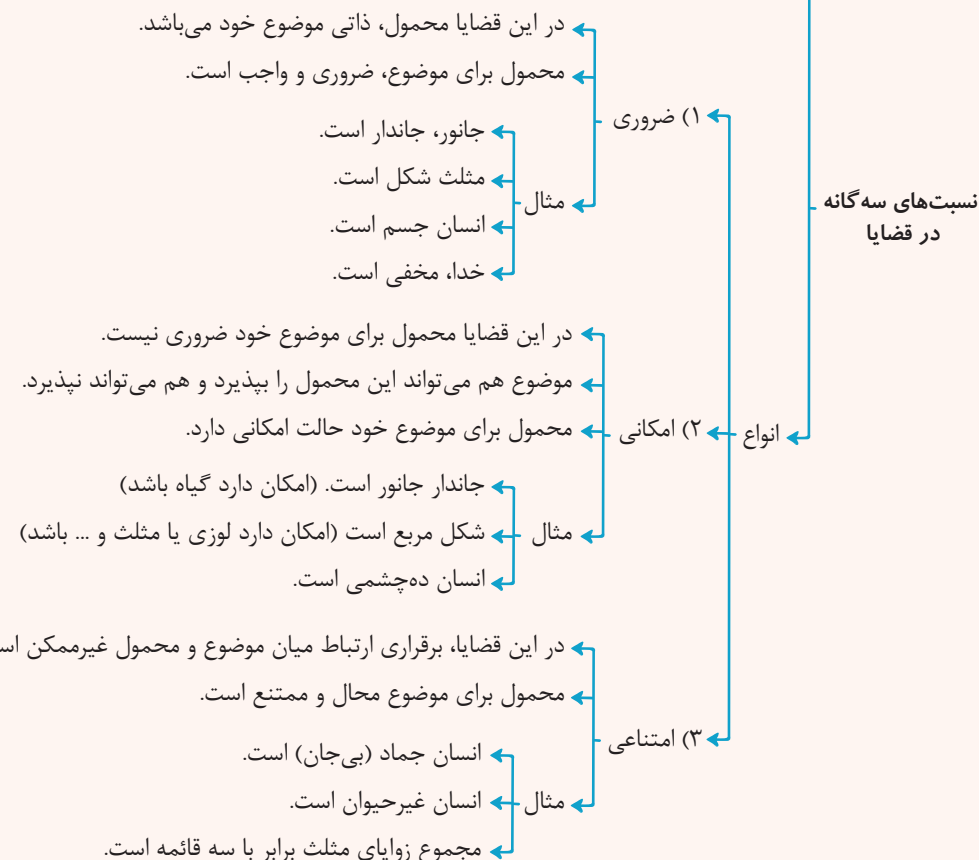 نسبت‌های سه‌گانه
در قضایا
انواع
۱) ضروری
در این قضایا محمول، ذاتی موضوع خود می‌باشد.
محمول برای موضوع، ضروری و واجب است.
مثال
جانور، جاندار است.
مثلث شکل است.
انسان جسم است.
خدا، مخفی است.
۲) امکانی
در این قضایا محمول برای موضوع خود ضروری نیست.
موضوع هم می‌تواند این محمول را بپذیرد و هم می‌تواند نپذیرد.
محمول برای موضوع خود حالت امکانی دارد.
مثال
جاندار جانور است. (امکان دارد گیاه باشد)
شکل مربع است (امکان دارد لوزی یا مثلث و ... باشد)
انسان ده‌چشمی است.
۳) امتناعی
در این قضایا، برقراری ارتباط میان موضوع و محمول غیرممکن اس
محمول برای موضوع محال و ممتنع است.
مثال
انسان جماد (بی‌جان) است.
انسان غیرحیوان است.
مجموع زوایای مثلث برابر با سه قائمه است.